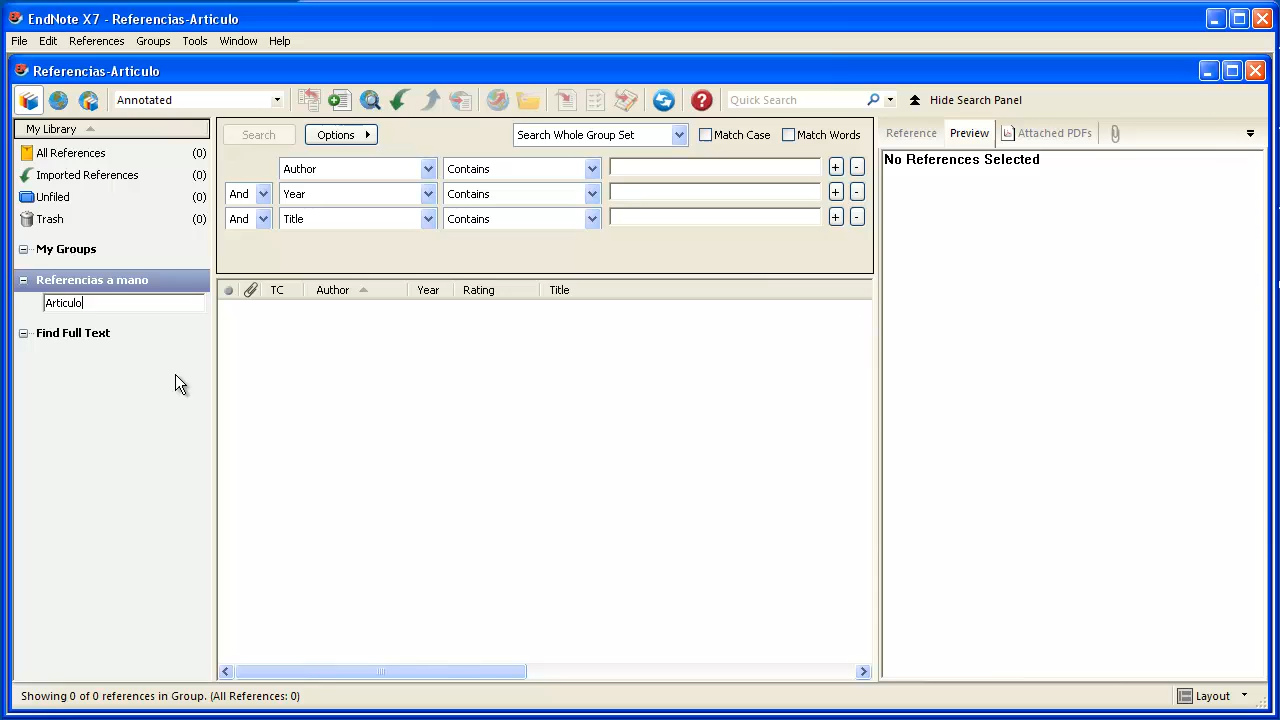 EndNote X7 - Referencias-Articulo
File Edit References Groups Tools Window Help
Referencias-Articulo
Annotated
Quick Search
Hide Search Panel
My Library
All References (0)
Imported References (0)
Unfiled (0)
Trash (0)
My Groups
Referencias a mano
Articulo
Find Full Text
Search Options Search Whole Group Set Match Case Match Words
Author Contains + -
And Year Contains + -
And Title Contains + -
TC Author Year Rating Title
Reference Preview Attached PDFs
No References Selected
Showing 0 of 0 references in Group. (All References: 0)
Layout